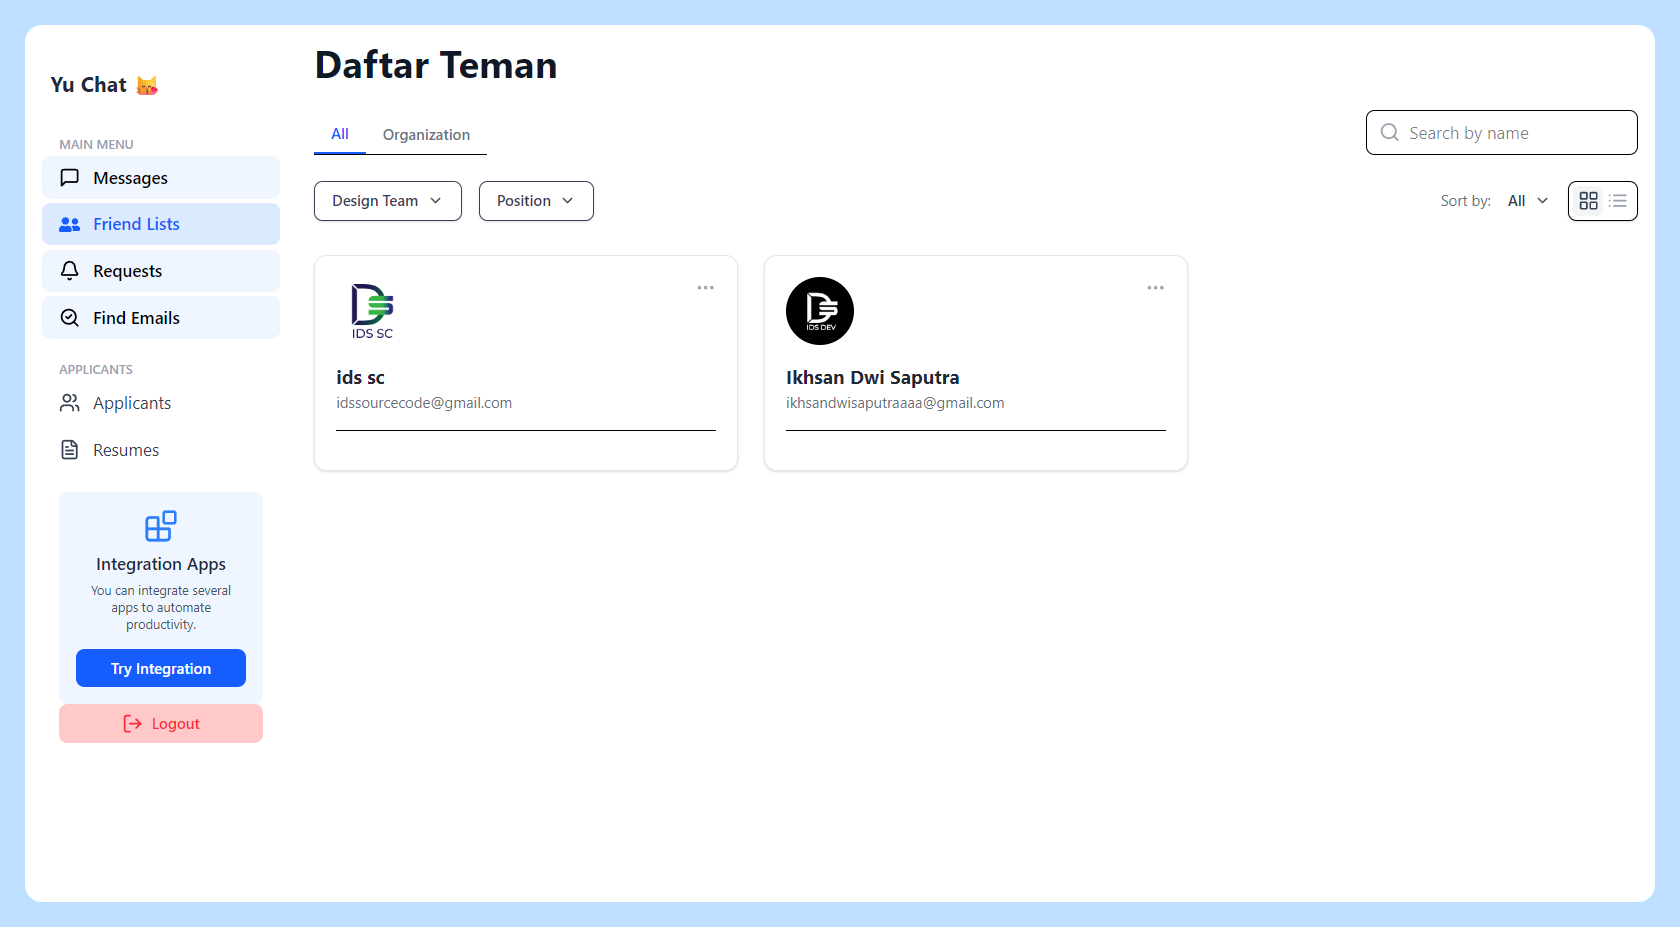 Yu Chat
MAIN MENU
Messages
Friend Lists
Requests
Find Emails
APPLICANTS
Applicants
Resumes
Integration Apps
You can integrate several
apps to automate
productivity.
Try Integration
Logout
Daftar Teman
All
Organization
Search by name
Design Team
Position
Sort by:
All
IDS SC
ids sc
idssourcecode@gmail.com
IDS DEV
Ikhsan Dwi Saputra
ikhsandwisaputraaaa@gmail.com